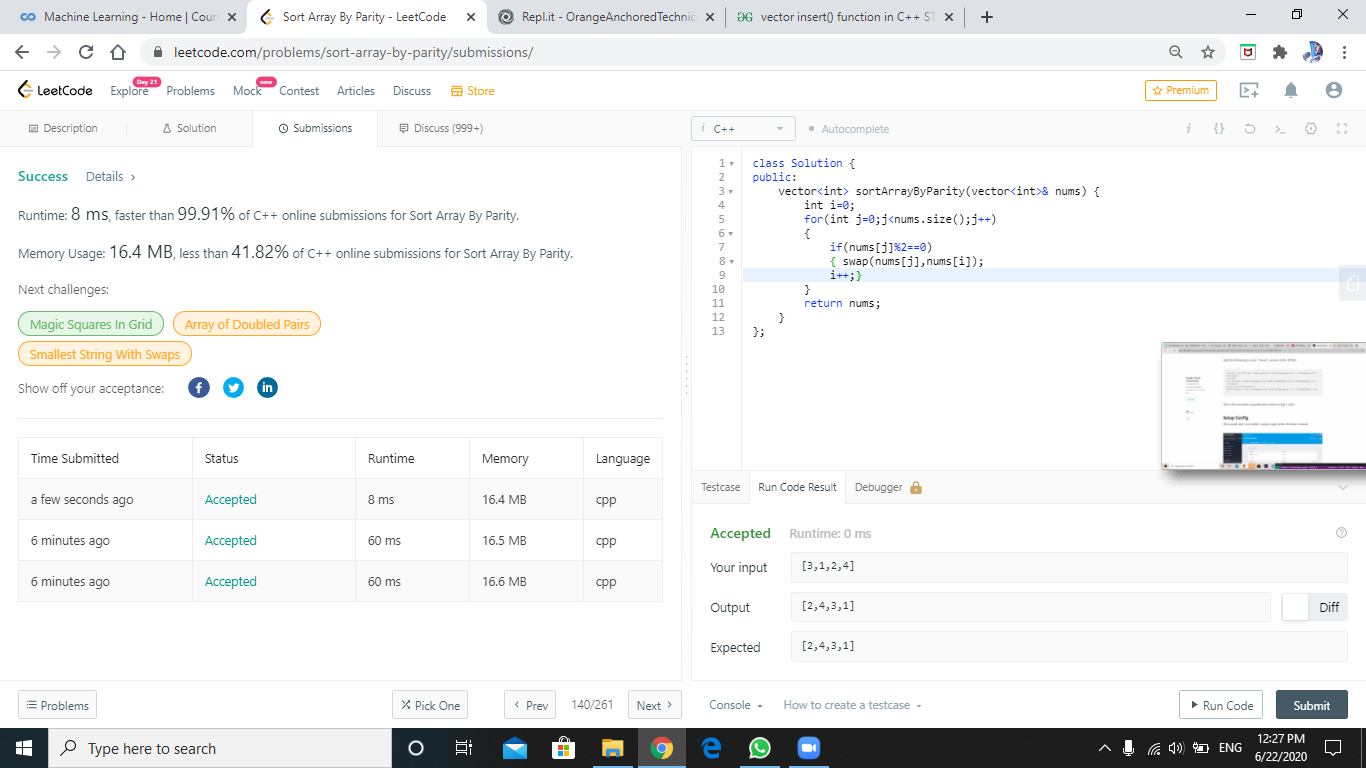 Machine Learning - Home | Cour
Sort Array By Parity - LeetCode
Repl.it - OrangeAnchoredTechnic
vector insert() function in C++ ST
leetcode.com/problems/sort-array-by-parity/submissions/
LeetCode
Explore Day 21 Problems Mock new Contest Articles Discuss Store
Premium
Description Solution Submissions Discuss (999+)
Success Details ›
Runtime: 8 ms, faster than 99.91% of C++ online submissions for Sort Array By Parity.
Memory Usage: 16.4 MB, less than 41.82% of C++ online submissions for Sort Array By Parity.
Next challenges:
Magic Squares In Grid Array of Doubled Pairs
Smallest String With Swaps
Show off your acceptance:
Time Submitted Status Runtime Memory Language
a few seconds ago Accepted 8 ms 16.4 MB cpp
6 minutes ago Accepted 60 ms 16.5 MB cpp
6 minutes ago Accepted 60 ms 16.6 MB cpp
Problems Pick One ‹ Prev 140/261 Next ›
i C++ Autocomplete
1 class Solution {
2 public:
3 vector<int> sortArrayByParity(vector<int>& nums) {
4 int i=0;
5 for(int j=0;j<nums.size();j++)
6 {
7 if(nums[j]%2==0)
8 { swap(nums[j],nums[i]);
9 i++;}
10 }
11 return nums;
12 }
13 };
Setup Config
Testcase Run Code Result Debugger
Accepted Runtime: 0 ms
Your input [3,1,2,4]
Output [2,4,3,1] Diff
Expected [2,4,3,1]
Console How to create a testcase Run Code Submit
Type here to search
ENG
12:27 PM
6/22/2020